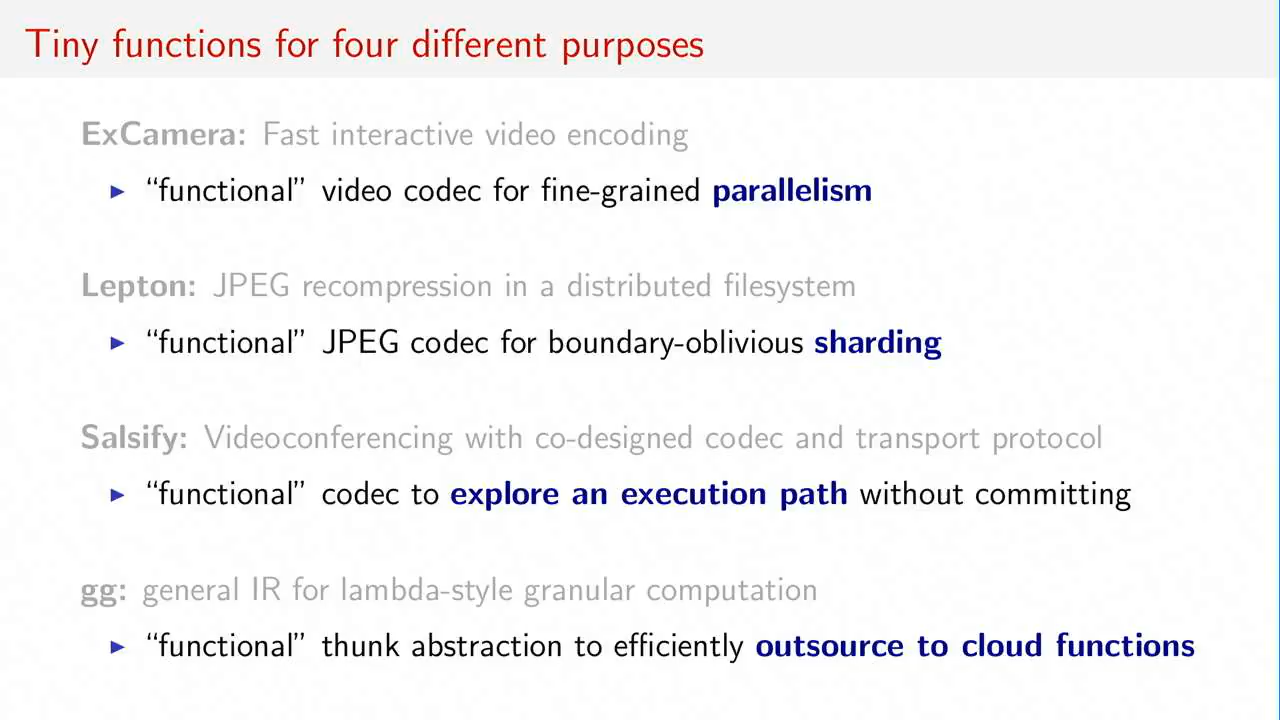 Tiny functions for four different purposes
ExCamera: Fast interactive video encoding
▶ “functional” video codec for fine-grained parallelism
Lepton: JPEG recompression in a distributed filesystem
▶ “functional” JPEG codec for boundary-oblivious sharding
Salsify: Videoconferencing with co-designed codec and transport protocol
▶ “functional” codec to explore an execution path without committing
gg: general IR for lambda-style granular computation
▶ “functional” thunk abstraction to efficiently outsource to cloud functions